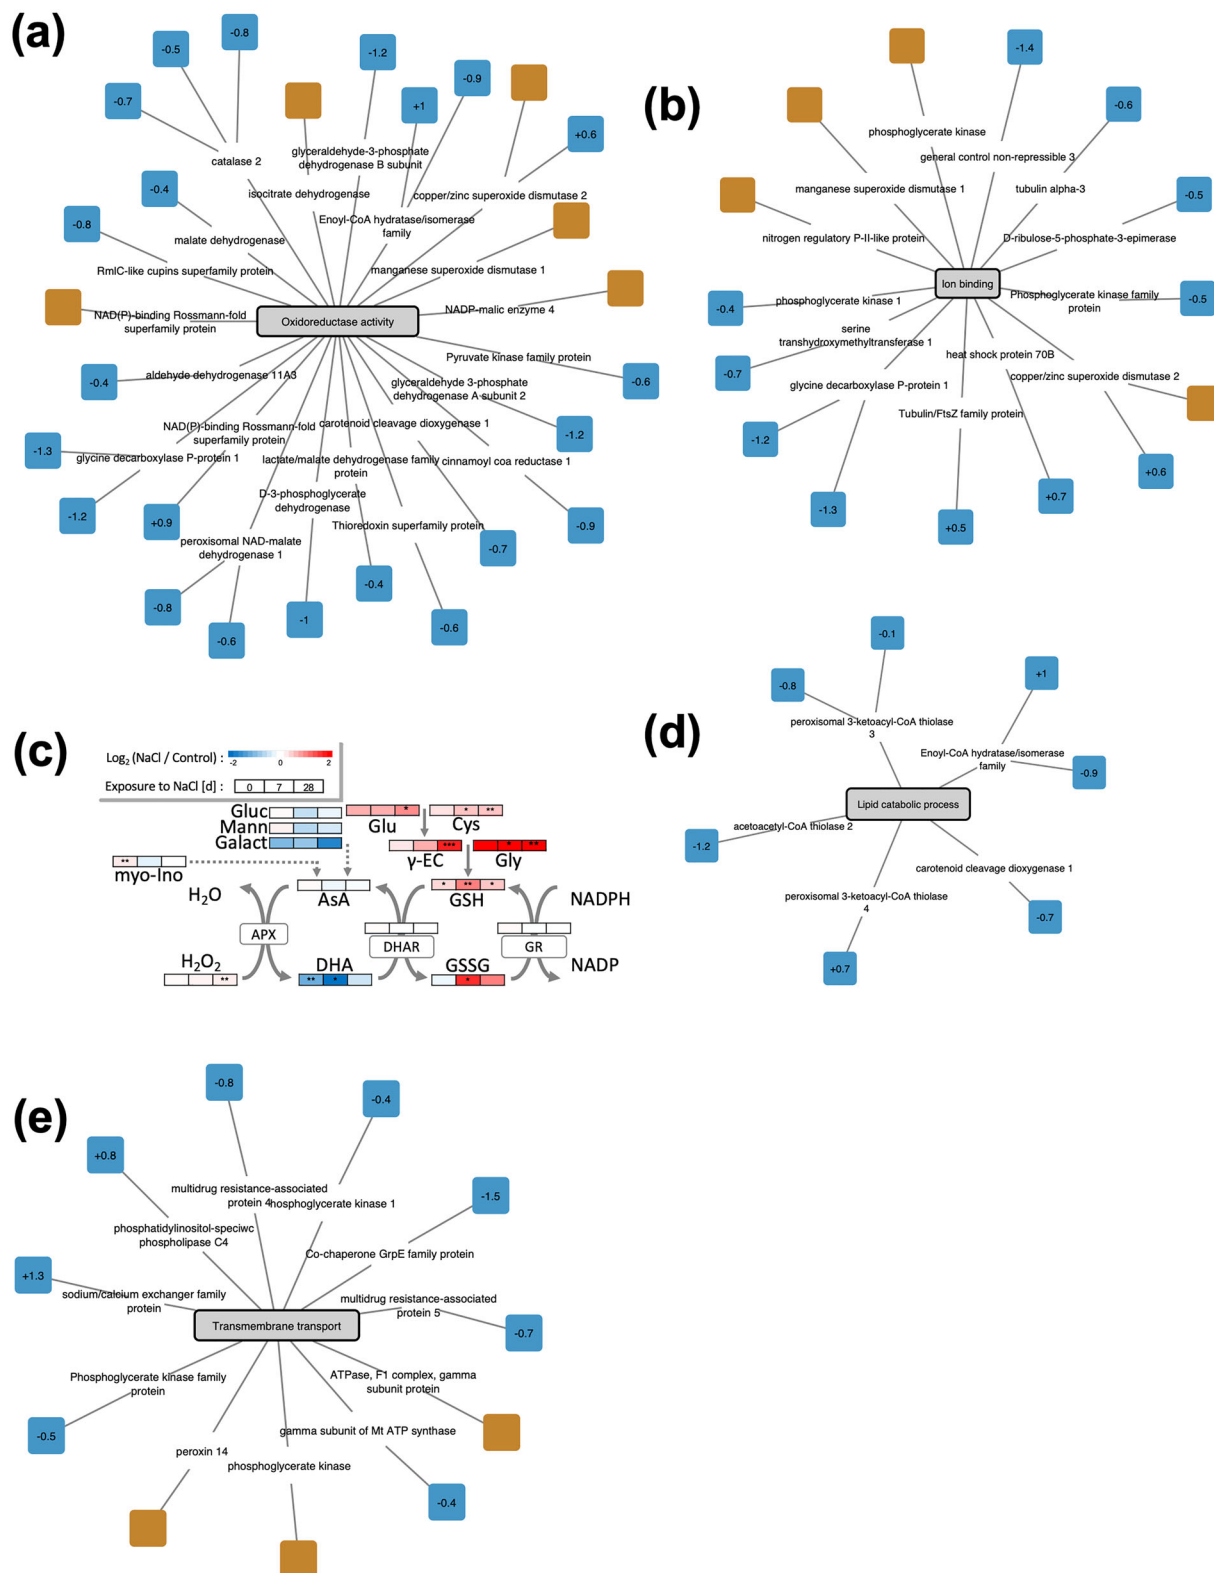 (a)
-0.8
-0.5
-1.2
-0.9
-0.7
+1
+0.6
catalase 2
glyceraldehyde-3-phosphate
dehydrogenase B subunit
isocitrate dehydrogenase
copper/zinc superoxide dismutase 2
-0.4
Enoyl-CoA hydratase/isomerase
family
-0.8
malate dehydrogenase
RmlC-like cupins superfamily protein
manganese superoxide dismutase 1
NADP-malic enzyme 4
NAD(P)-binding Rossmann-fold
superfamily protein
Oxidoreductase activity
Pyruvate kinase family protein
-0.4
aldehyde dehydrogenase 11A3
glyceraldehyde 3-phosphate
dehydrogenase A subunit 2
-0.6
NAD(P)-binding Rossmann-fold
superfamily protein
carotenoid cleavage dioxygenase 1
-1.2
-1.3
glycine decarboxylase P-protein 1
lactate/malate dehydrogenase family
protein
cinnamoyl coa reductase 1
D-3-phosphoglycerate
dehydrogenase
-1.2
+0.9
Thioredoxin superfamily protein
-0.9
peroxisomal NAD-malate
dehydrogenase 1
-0.7
-0.8
-0.4
-0.6
-1
-0.6
(b)
-1.4
-0.6
phosphoglycerate kinase
general control non-repressible 3
manganese superoxide dismutase 1
tubulin alpha-3
-0.5
nitrogen regulatory P-II-like protein
D-ribulose-5-phosphate-3-epimerase
Ion binding
-0.4
phosphoglycerate kinase 1
Phosphoglycerate kinase family
protein
-0.5
serine
transhydroxymethyltransferase 1
heat shock protein 70B
-0.7
glycine decarboxylase P-protein 1
copper/zinc superoxide dismutase 2
Tubulin/FtsZ family protein
-1.2
+0.6
-1.3
+0.5
+0.7
(c)
Log2 (NaCl / Control) :
-2
0
2
Exposure to NaCl [d] :
0
7
28
Gluc
Mann
Galact
*
Glu
* **
Cys
***
γ-EC
* **
Gly
**
myo-Ino
AsA
* ** *
GSH
H2O
NADPH
APX
DHAR
GR
H2O2
**
DHA
** *
GSSG
*
NADP
(d)
-0.1
-0.8
+1
peroxisomal 3-ketoacyl-CoA thiolase
3
Enoyl-CoA hydratase/isomerase
family
-0.9
Lipid catabolic process
-1.2
acetoacetyl-CoA thiolase 2
carotenoid cleavage dioxygenase 1
peroxisomal 3-ketoacyl-CoA thiolase
4
-0.7
+0.7
(e)
-0.8
-0.4
+0.8
multidrug resistance-associated
protein 4
hosphoglycerate kinase 1
-1.5
phosphatidylinositol-speciwc
phospholipase C4
Co-chaperone GrpE family protein
+1.3
sodium/calcium exchanger family
protein
multidrug resistance-associated
protein 5
Transmembrane transport
-0.7
Phosphoglycerate kinase family
protein
ATPase, F1 complex, gamma
subunit protein
-0.5
gamma subunit of Mt ATP synthase
peroxin 14
phosphoglycerate kinase
-0.4